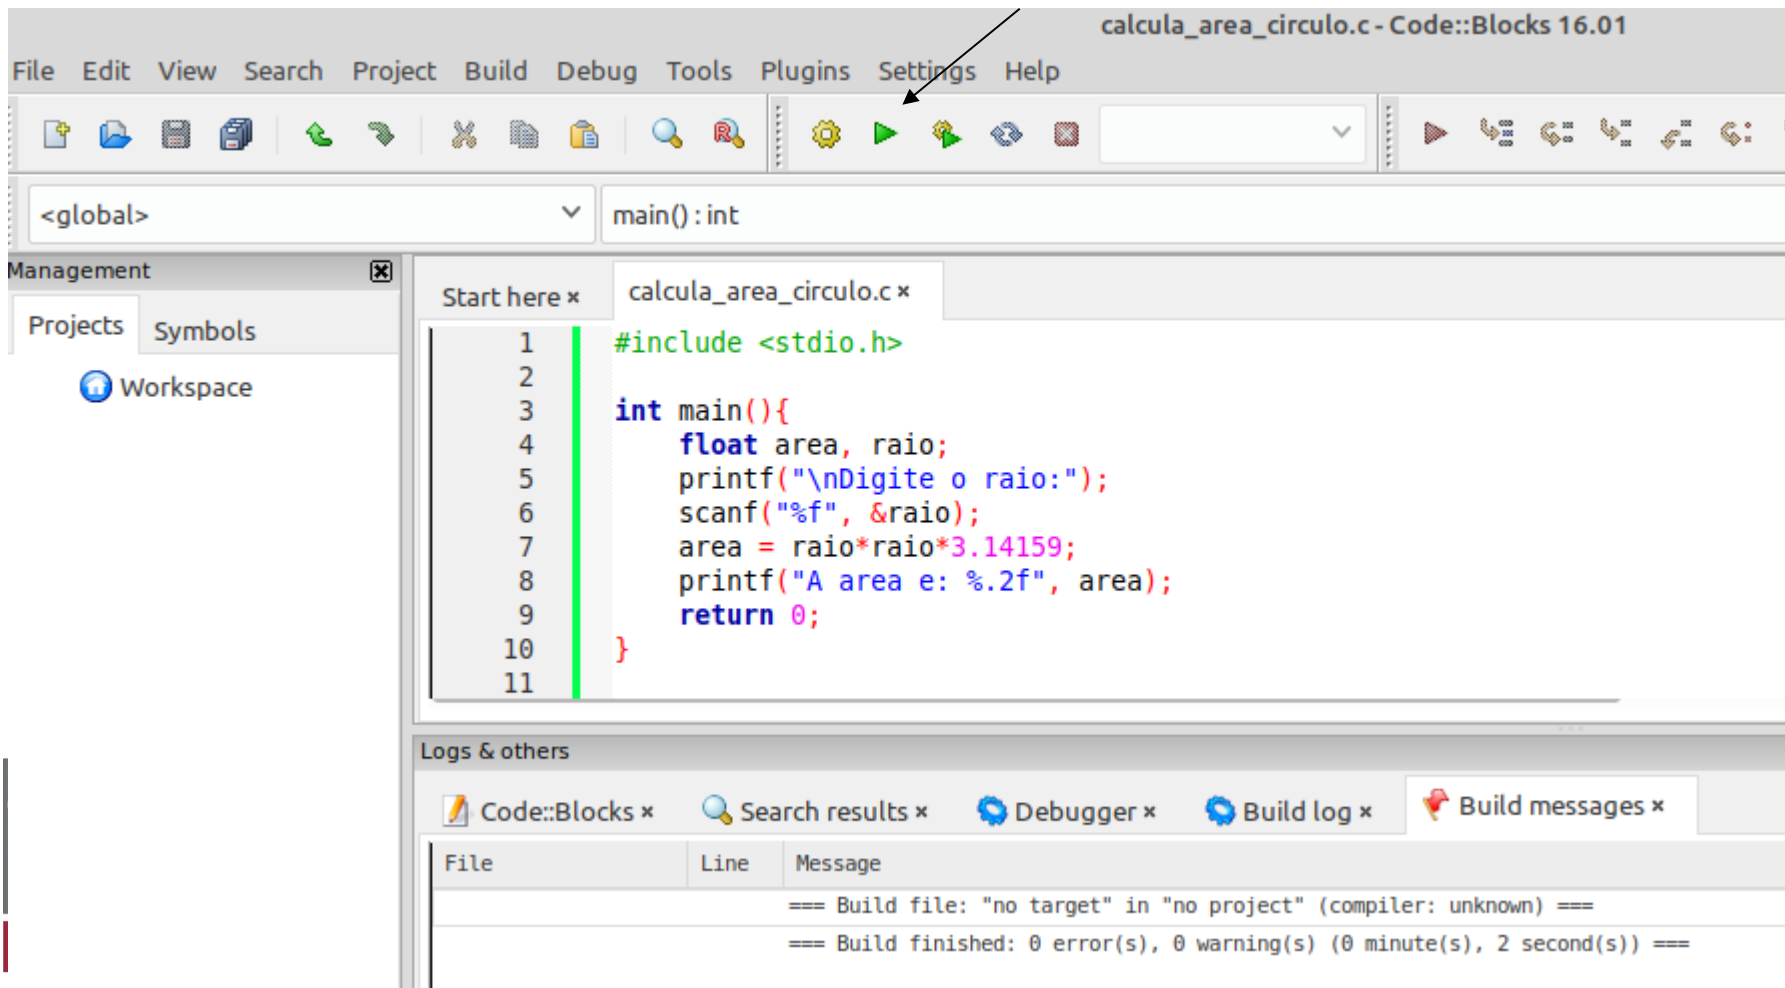 calcula_area_circulo.c - Code::Blocks 16.01
File Edit View Search Project Build Debug Tools Plugins Settings Help
<global>
main() : int
Management
Projects
Symbols
Workspace
Start here
calcula_area_circulo.c
1 #include <stdio.h>
2
3 int main(){
4 float area, raio;
5 printf("\nDigite o raio:");
6 scanf("%f", &raio);
7 area = raio*raio*3.14159;
8 printf("A area e: %.2f", area);
9 return 0;
10 }
11
Logs & others
Code::Blocks Search results Debugger Build log Build messages
File Line Message
=== Build file: "no target" in "no project" (compiler: unknown) ===
=== Build finished: 0 error(s), 0 warning(s) (0 minute(s), 2 second(s)) ===